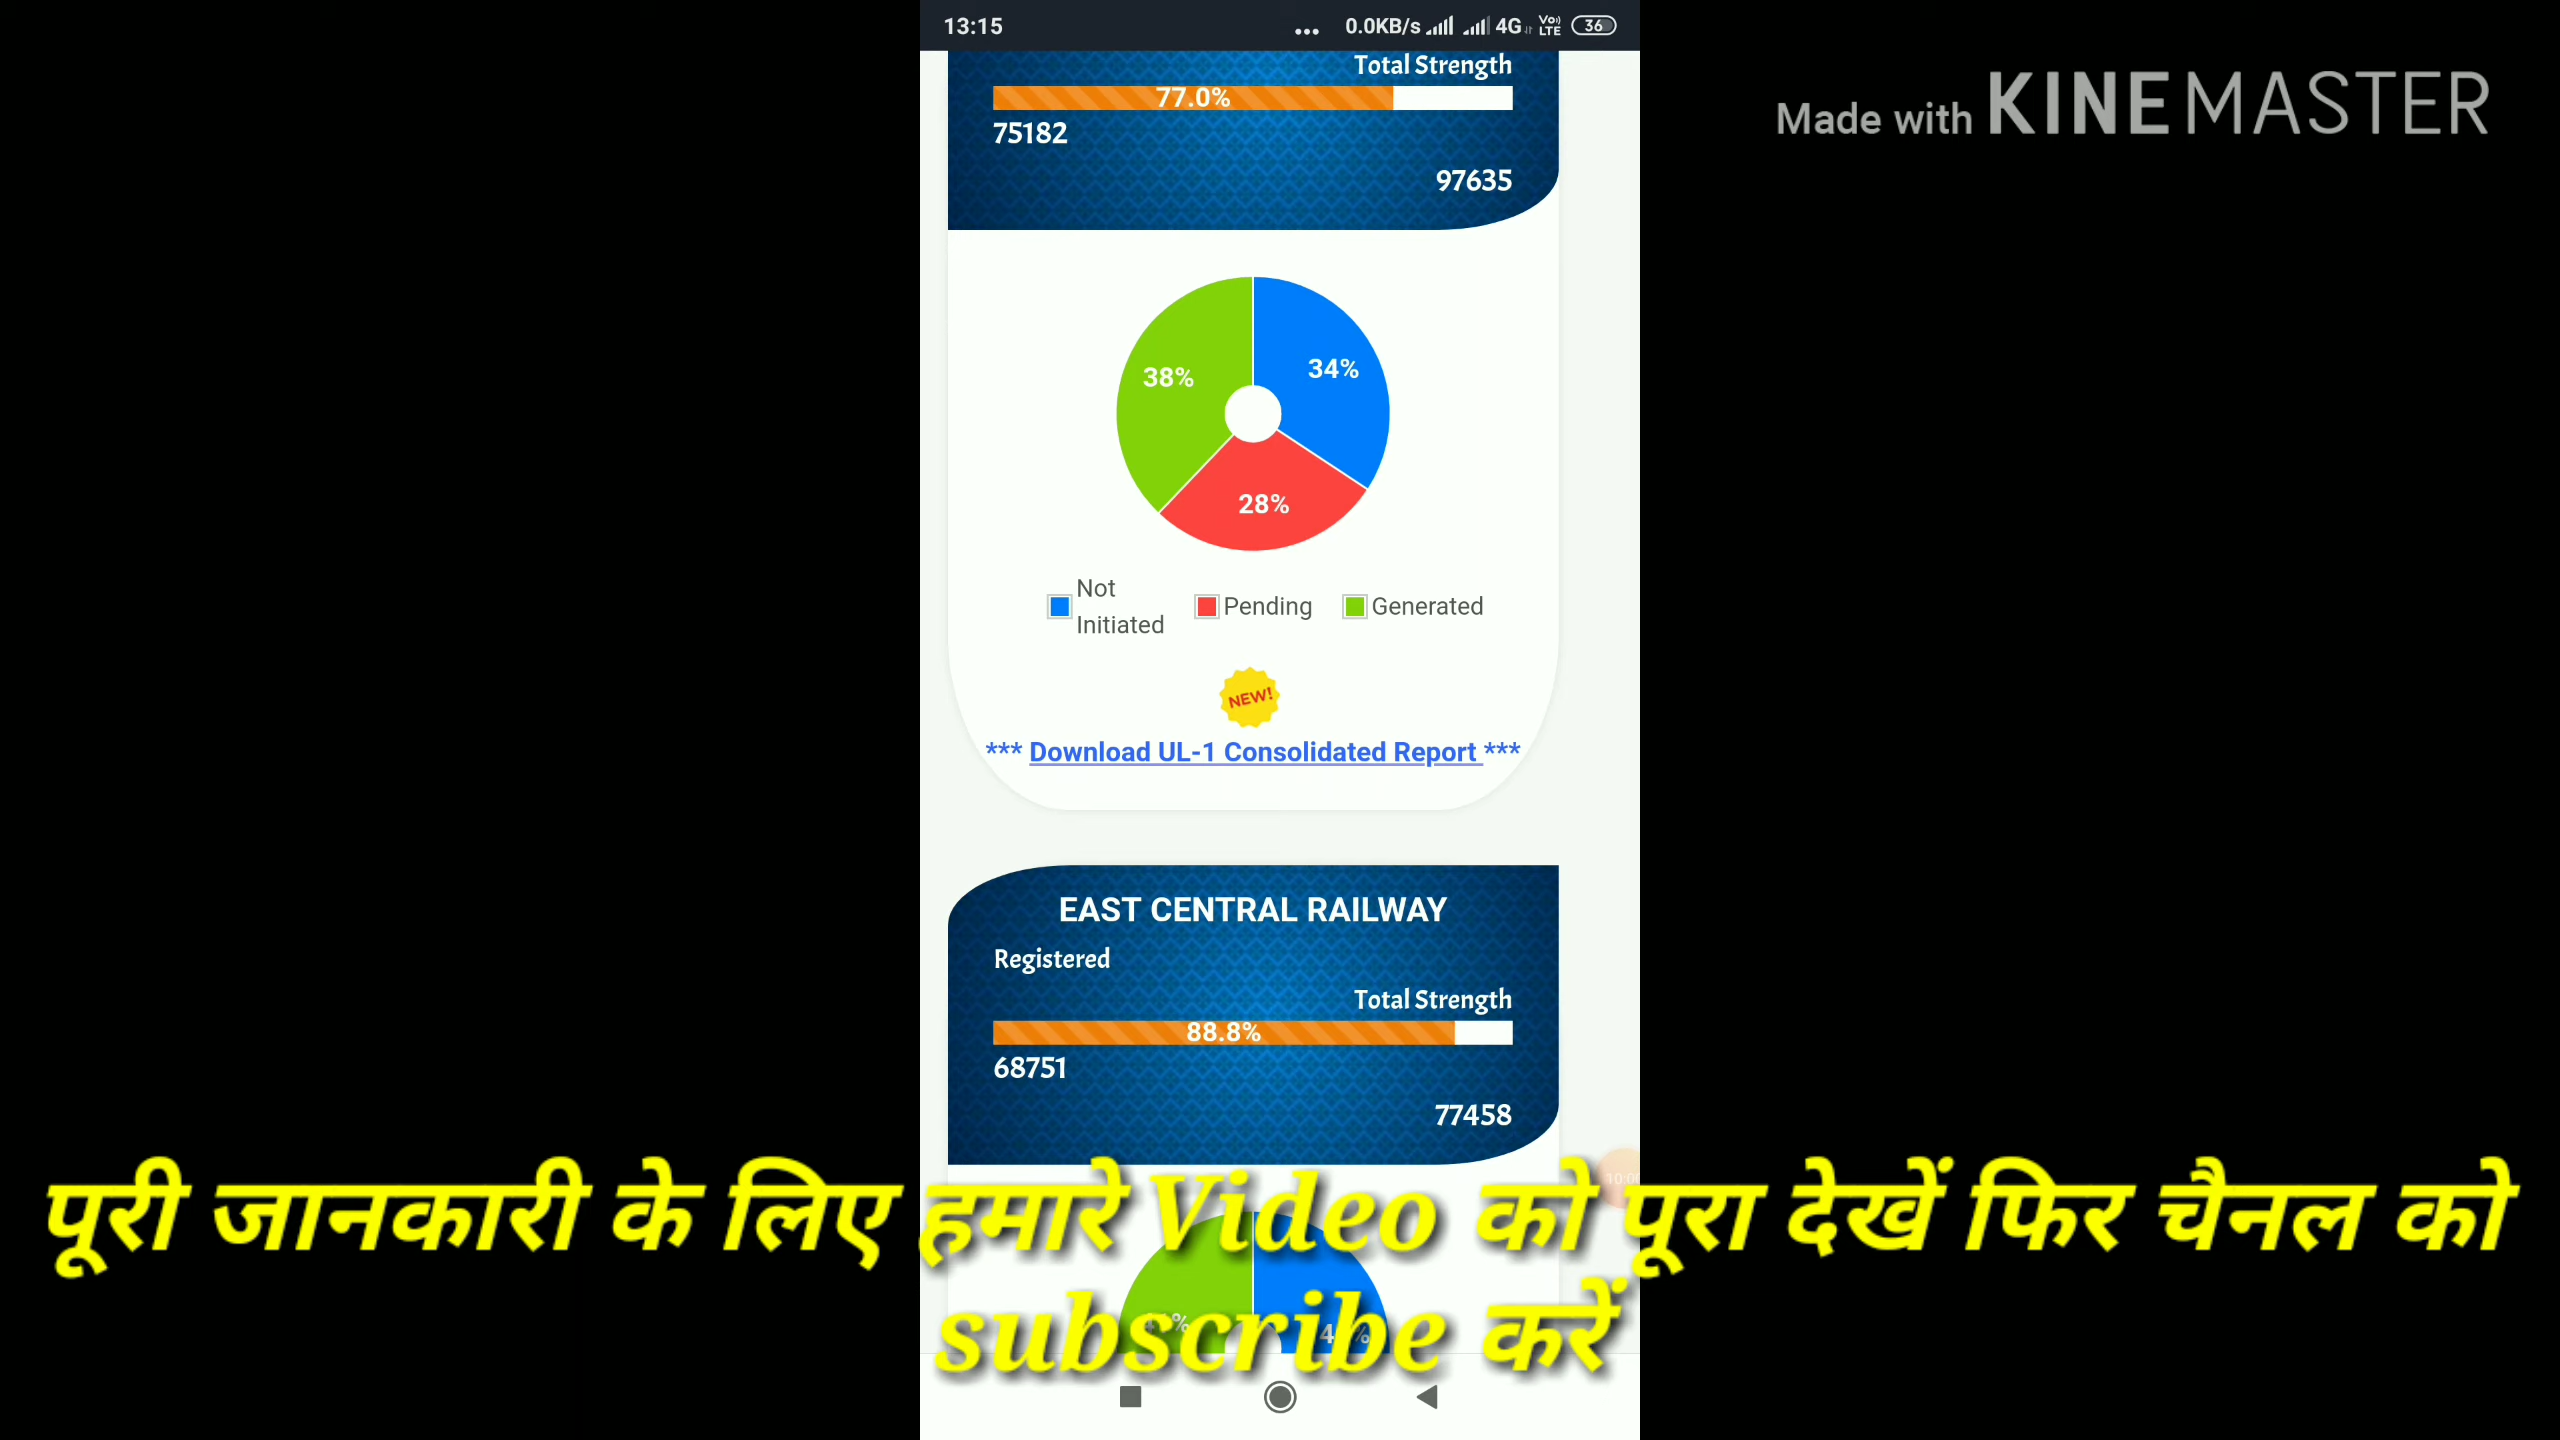 13:15 ... 0.0KB/s 4G Vo)) LTE 36
Made with KINEMASTER
Total Strength
77.0%
75182
97635
34%
38%
28%
Not Initiated
Pending
Generated
NEW!
*** Download UL-1 Consolidated Report ***
EAST CENTRAL RAILWAY
Registered
Total Strength
88.8%
68751
77458
पूरी जानकारी के लिए हमारे Video को पूरा देखें फिर चैनल को
subscribe करें